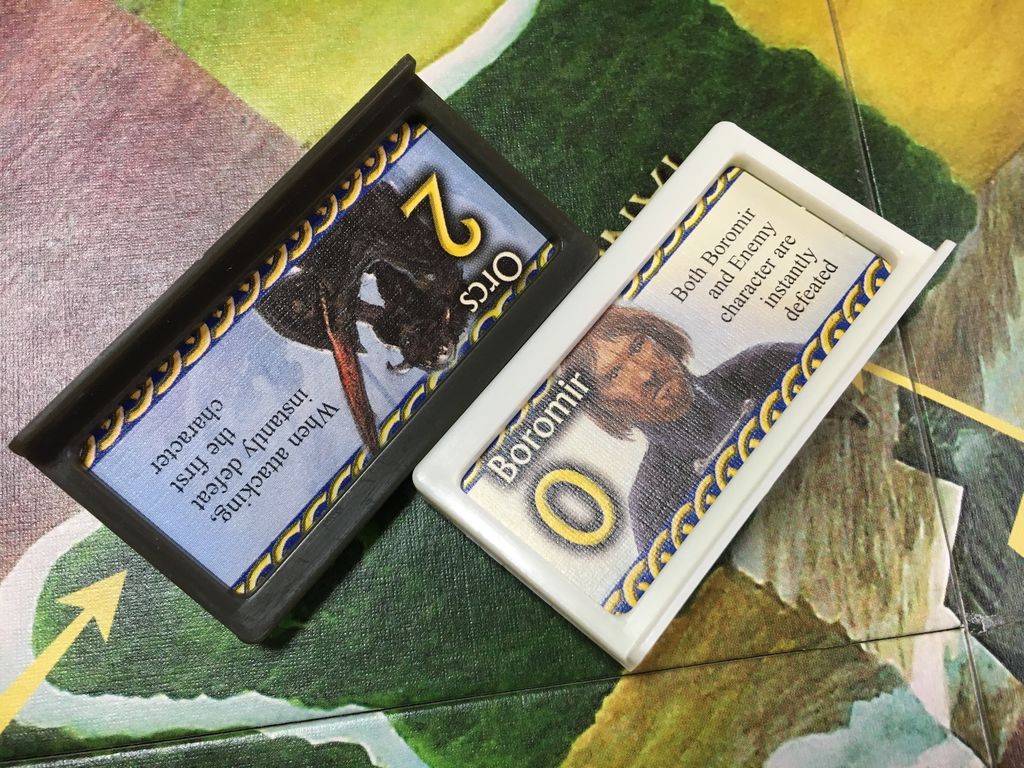 2
Orcs
When attacking,
instantly defeat
the first
character
Both Boromir
and Enemy
character are
instantly
defeated
Boromir
0